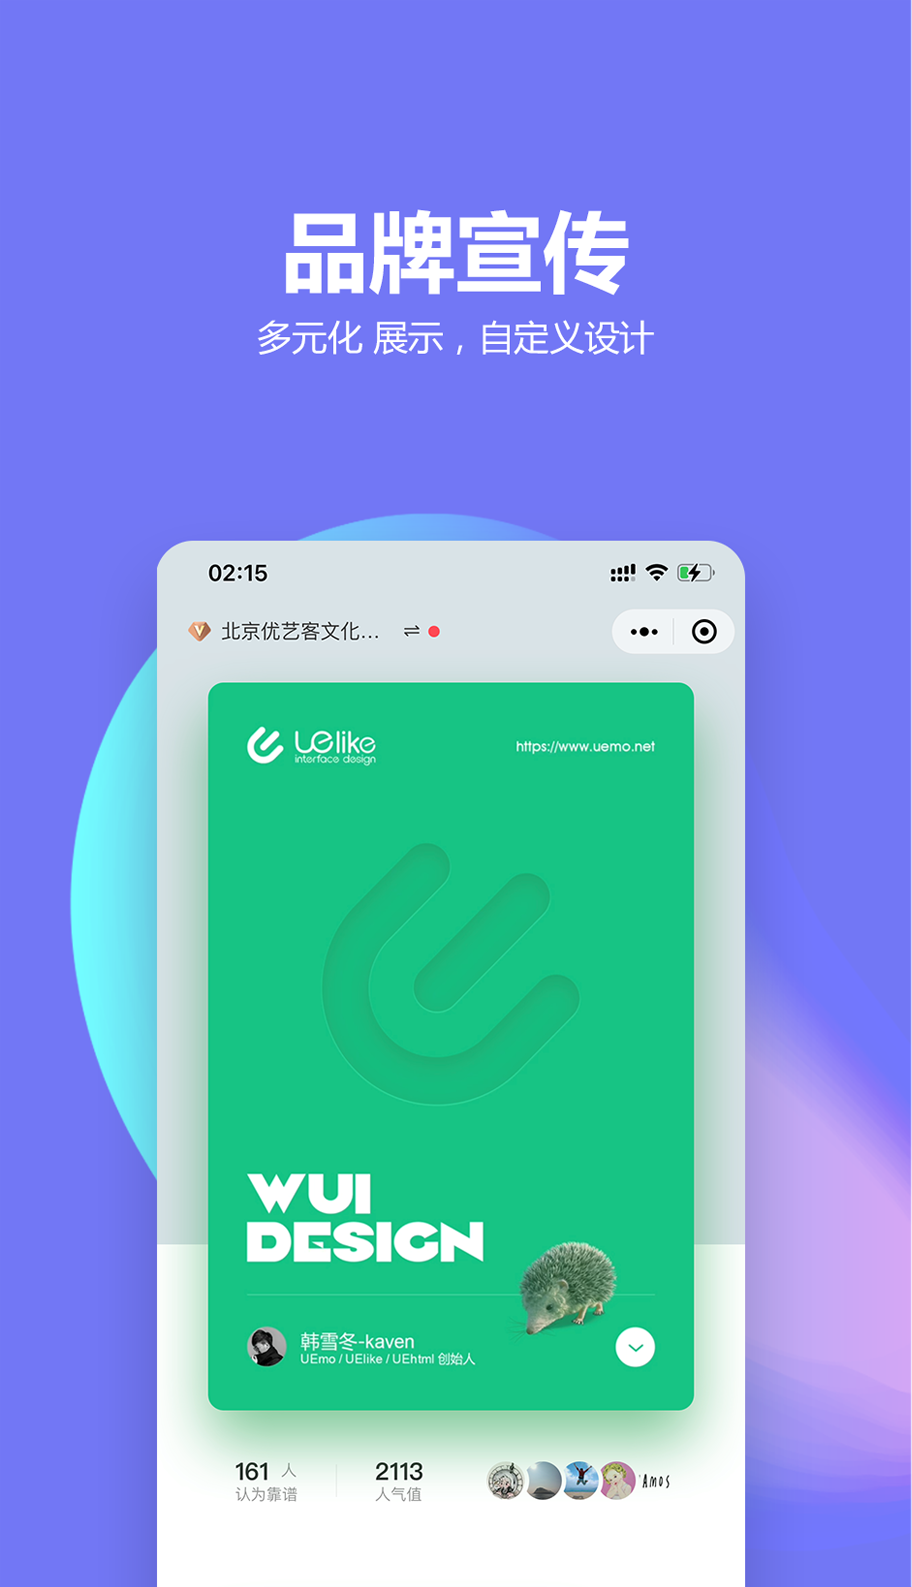 品牌宣传
多元化 展示，自定义设计
02:15
北京优艺客文化...
UElike
interface design
https://www.uemo.net
WUI
DESIGN
韩雪冬-kaven
UEmo / UElike / UEhtml 创始人
161 人
认为靠谱
2113
人气值
'AMOS